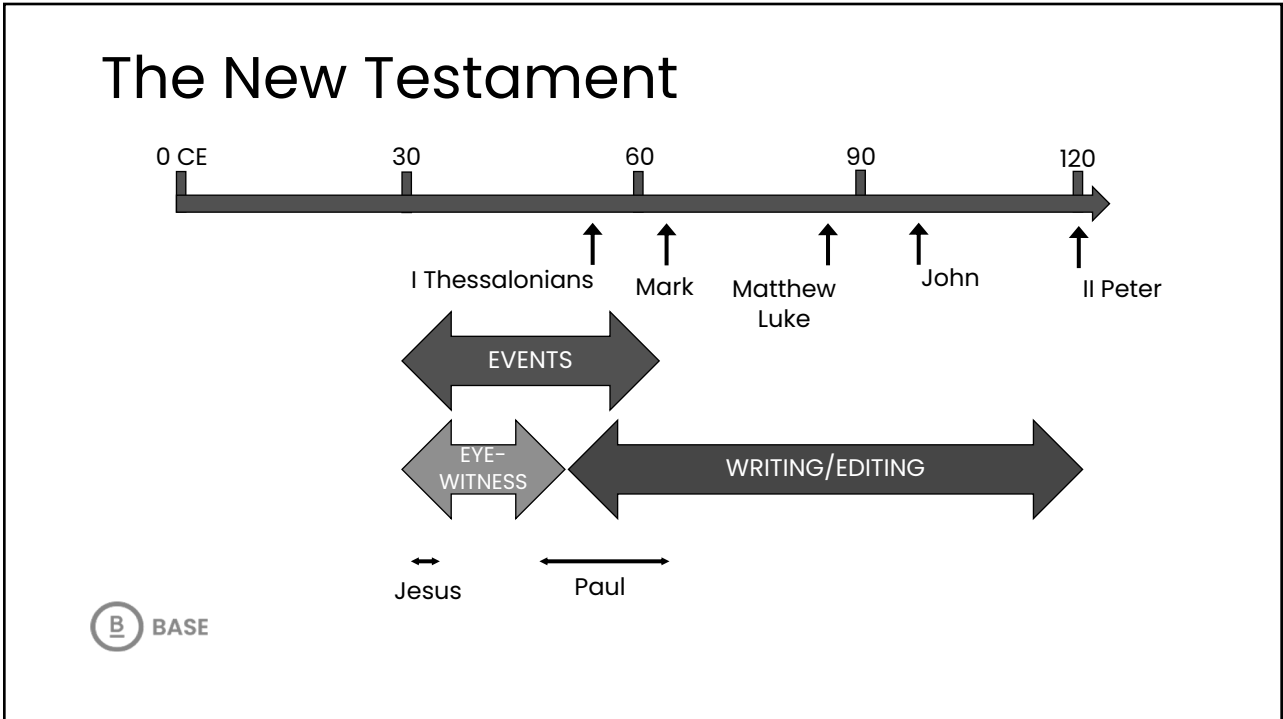 The New Testament
0 CE
30
60
90
120
I Thessalonians
Mark
Matthew
Luke
John
II Peter
EVENTS
EYE-
WITNESS
WRITING/EDITING
Jesus
Paul
B BASE